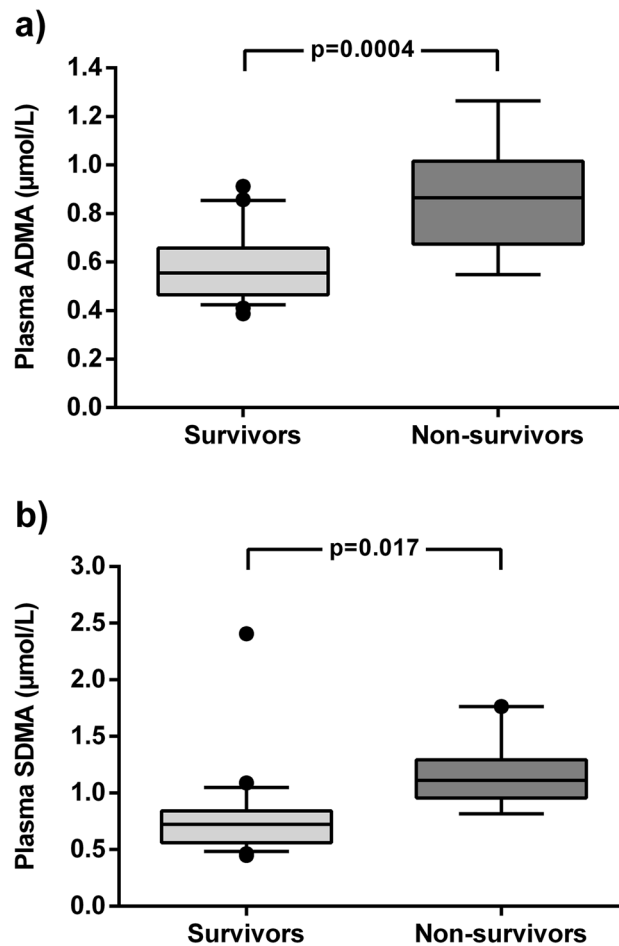 a)
p=0.0004
Plasma ADMA (µmol/L)
1.4
1.2
1.0
0.8
0.6
0.4
0.2
0.0
Survivors Non-survivors
b)
p=0.017
Plasma SDMA (µmol/L)
3.0
2.5
2.0
1.5
1.0
0.5
0.0
Survivors Non-survivors